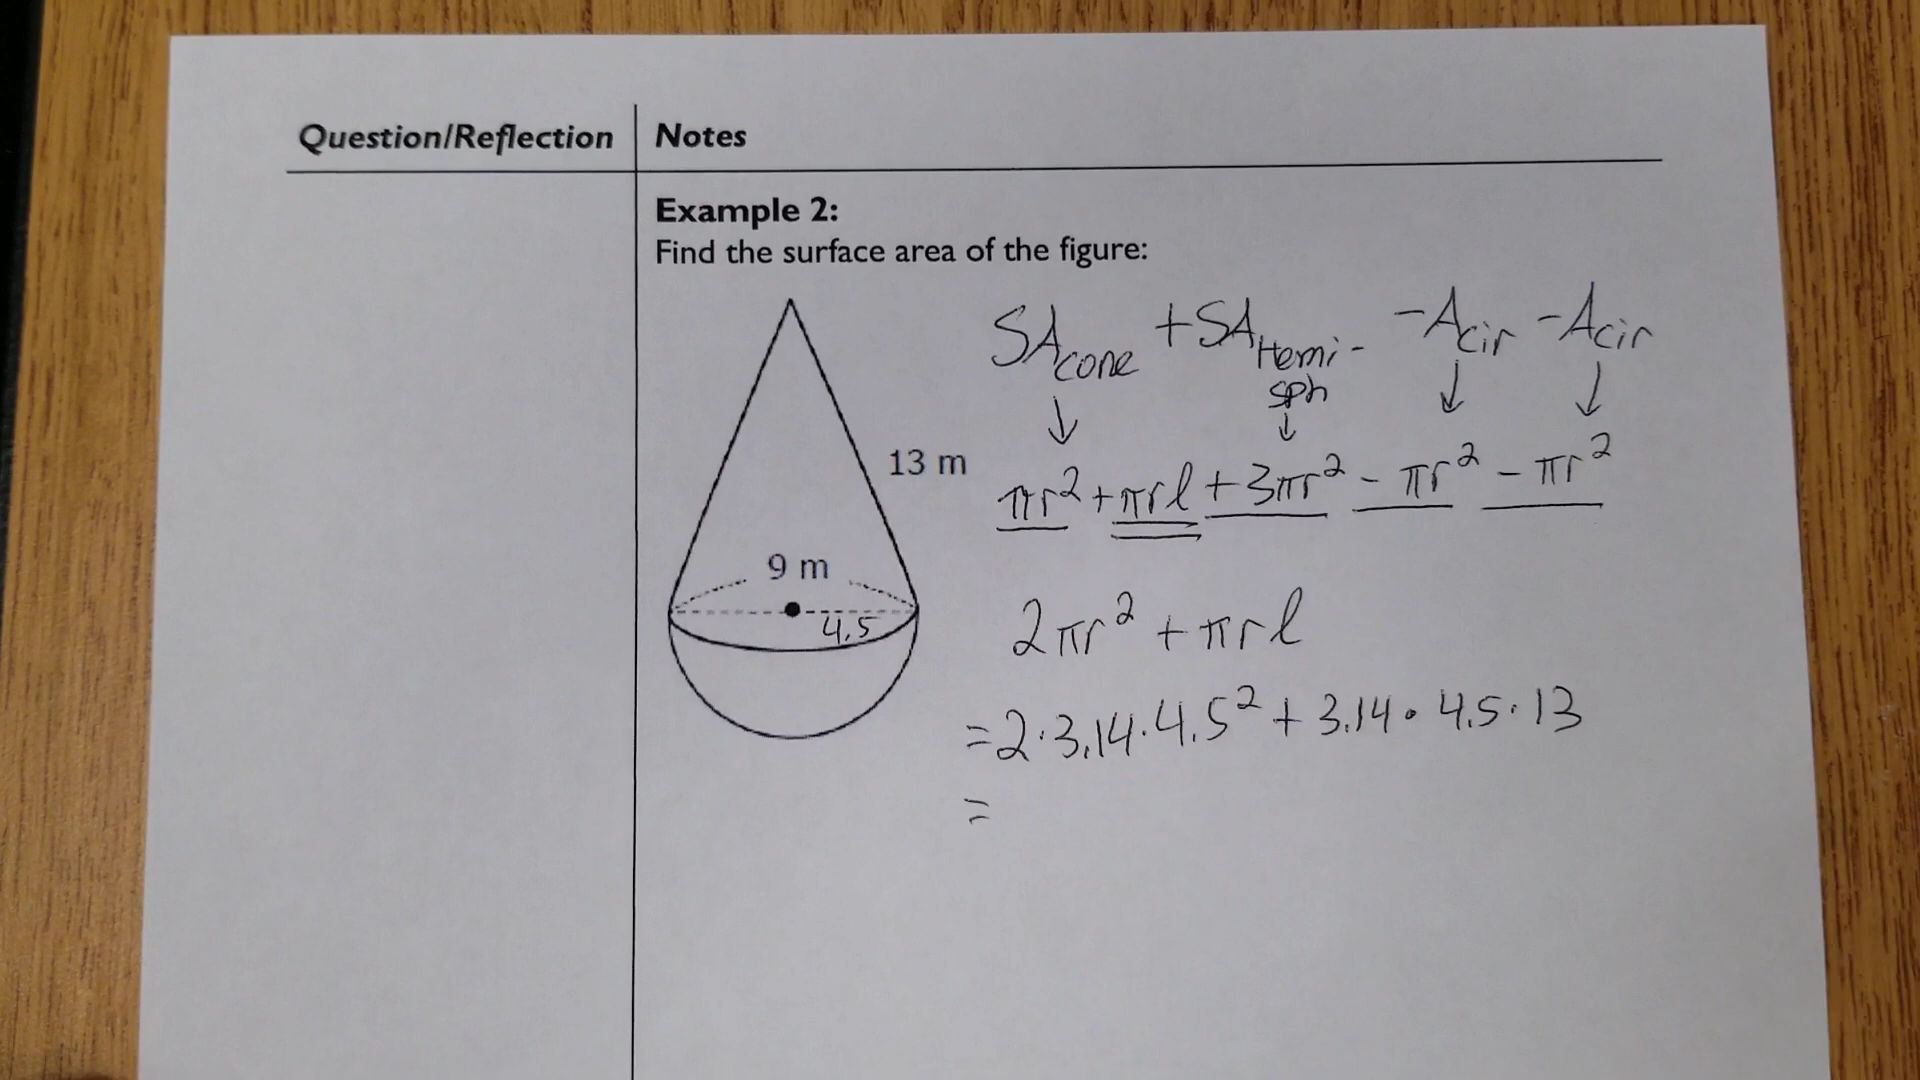 Question/Reflection Notes
Example 2:
Find the surface area of the figure:
SAcone + SAHemi- - Acir - Acir
sph
↓ ↓ ↓ ↓
πr² + πrl + 3πr² - πr² - πr²
13 m
9 m
4.5
2πr² + πrl
= 2·3.14·4.5² + 3.14·4.5·13
=